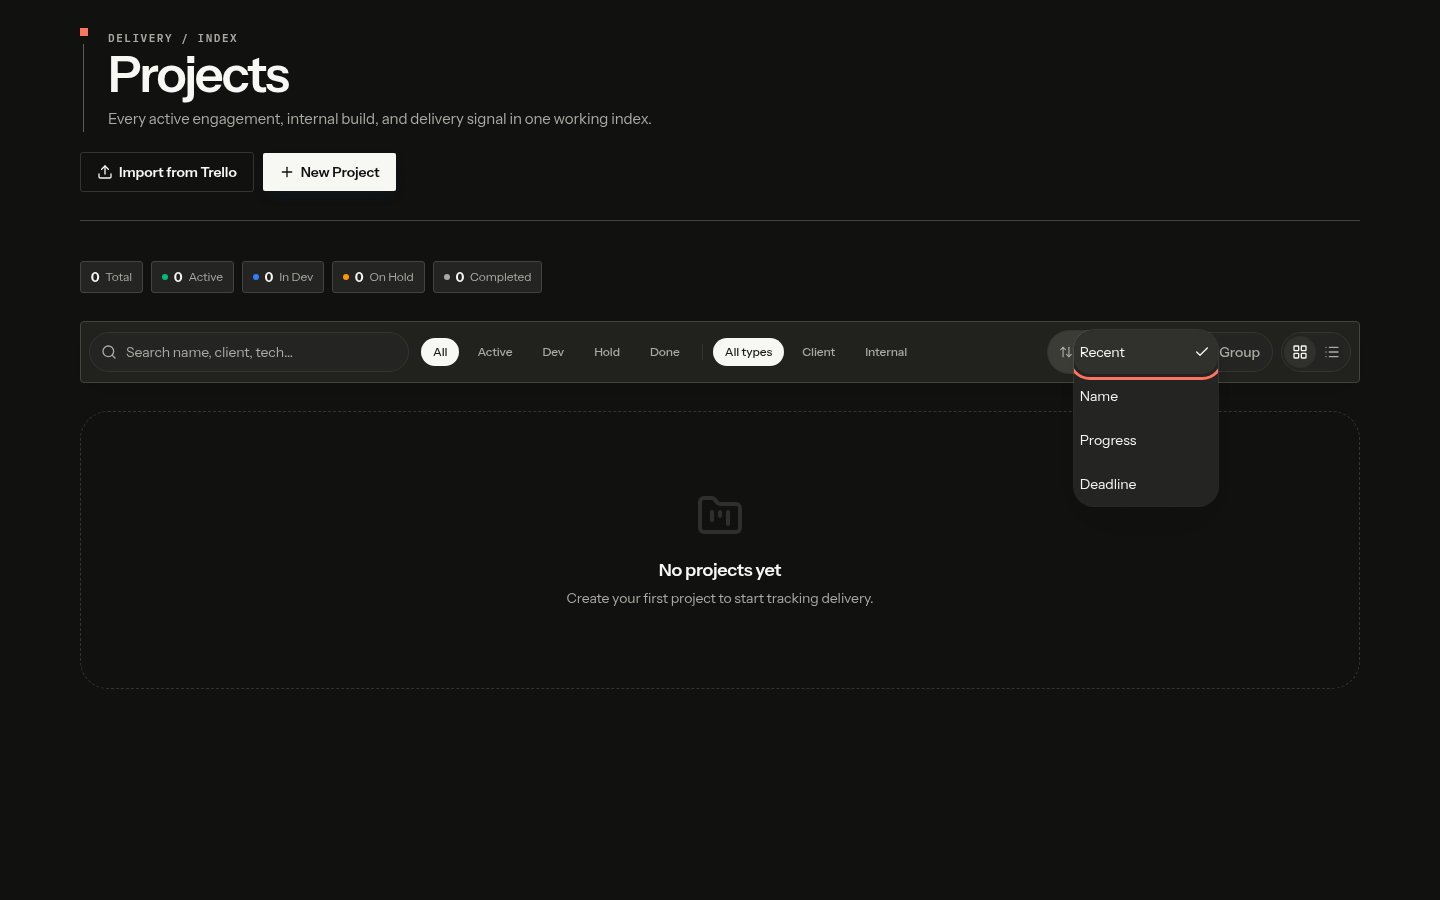 DELIVERY / INDEX
Projects
Every active engagement, internal build, and delivery signal in one working index.
Import from Trello
New Project
0 Total
0 Active
0 In Dev
0 On Hold
0 Completed
Search name, client, tech...
All
Active
Dev
Hold
Done
All types
Client
Internal
Recent
Group
Name
Progress
Deadline
No projects yet
Create your first project to start tracking delivery.